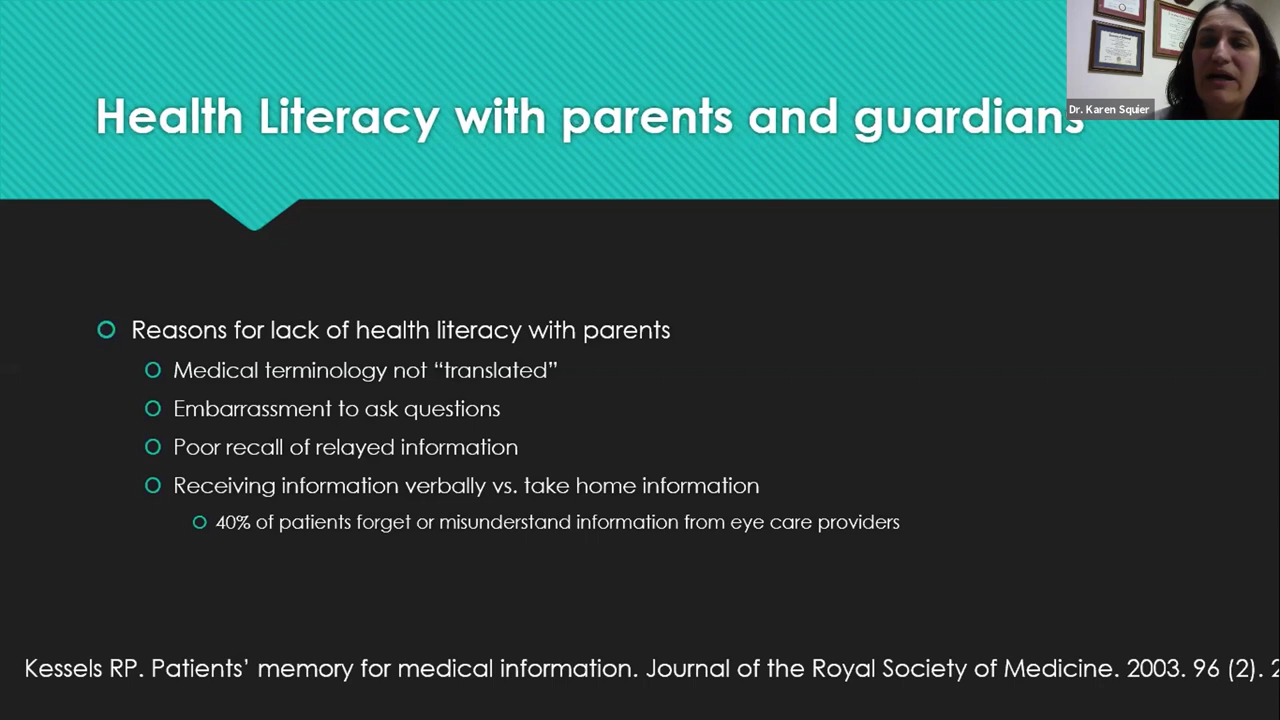 Health Literacy with parents and guardians
Dr. Karen Squier
Reasons for lack of health literacy with parents
Medical terminology not “translated”
Embarrassment to ask questions
Poor recall of relayed information
Receiving information verbally vs. take home information
40% of patients forget or misunderstand information from eye care providers
Kessels RP. Patients’ memory for medical information. Journal of the Royal Society of Medicine. 2003. 96 (2).